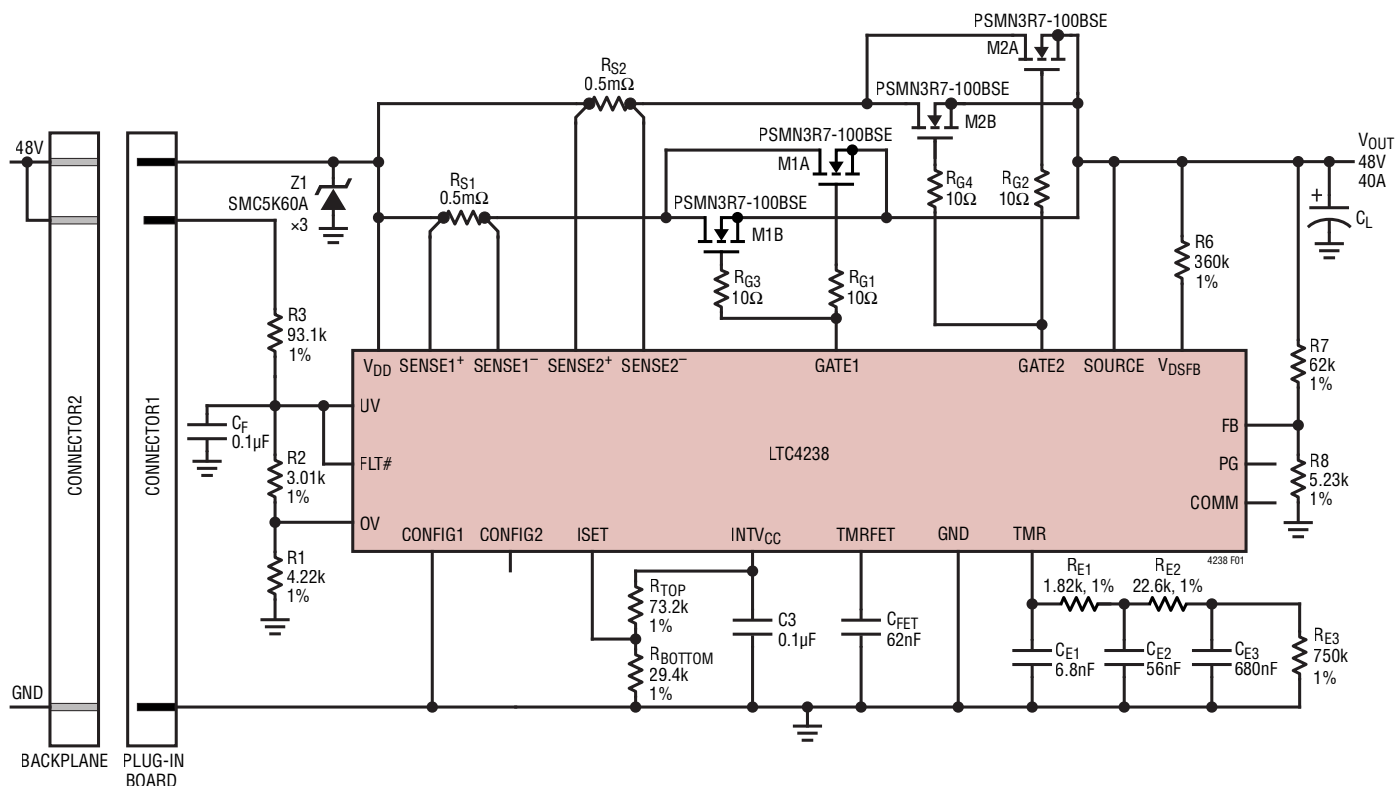 PSMN3R7-100BSE
M2A
RS2
0.5mΩ
PSMN3R7-100BSE
M2B
PSMN3R7-100BSE
M1A
48V
VOUT
48V
40A
Z1
SMC5K60A
×3
RS1
0.5mΩ
PSMN3R7-100BSE
M1B
RG4
10Ω
RG2
10Ω
+
CL
R6
360k
1%
RG3
10Ω
RG1
10Ω
R3
93.1k
1%
R7
62k
1%
VDD
SENSE1+
SENSE1−
SENSE2+
SENSE2−
GATE1
GATE2
SOURCE
VDSFB
UV
FB
CF
0.1µF
CONNECTOR2
CONNECTOR1
LTC4238
R2
3.01k
1%
FLT#
PG
R8
5.23k
1%
COMM
OV
CONFIG1
CONFIG2
ISET
INTVCC
TMRFET
GND
TMR
4238 F01
R1
4.22k
1%
RTOP
73.2k
1%
RE1
1.82k, 1%
RE2
22.6k, 1%
C3
0.1µF
CFET
62nF
RBOTTOM
29.4k
1%
CE1
6.8nF
CE2
56nF
CE3
680nF
RE3
750k
1%
GND
BACKPLANE
PLUG-IN
BOARD